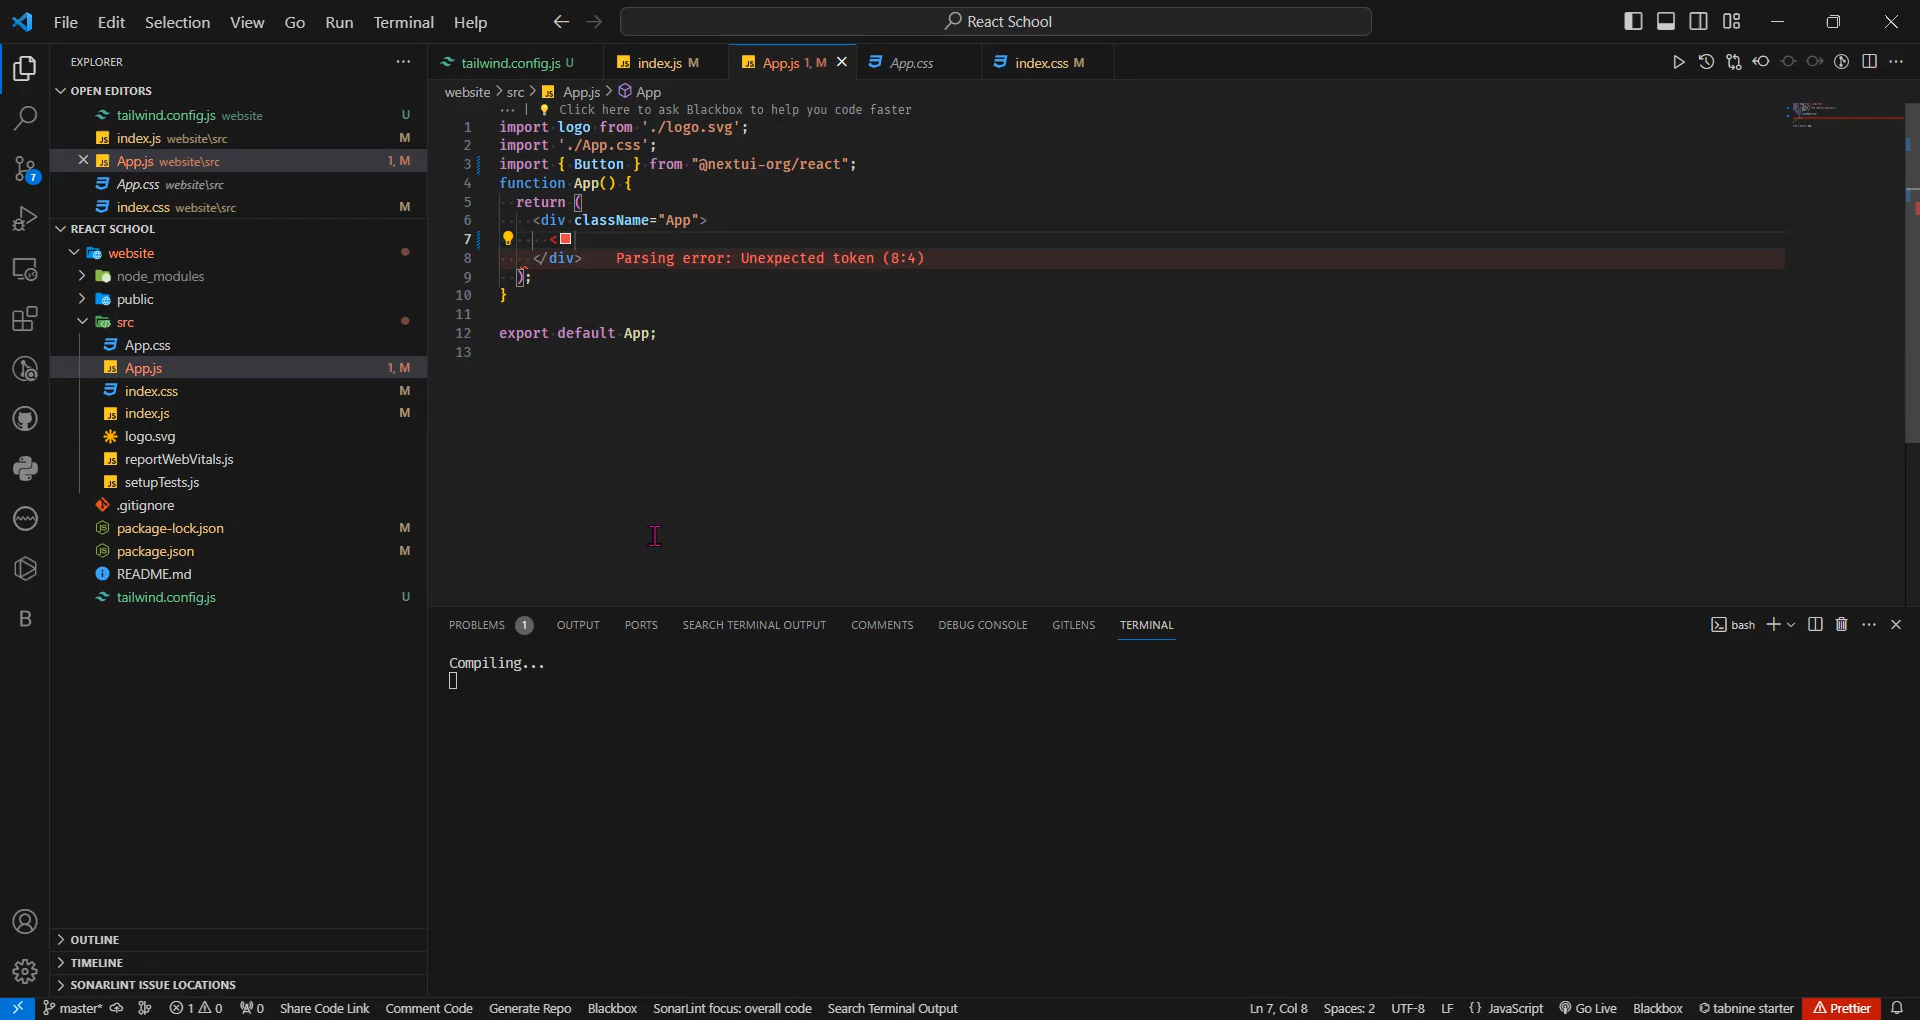 File Edit Selection View Go Run Terminal Help
React School
EXPLORER
OPEN EDITORS
tailwind.config.js website U
index.js website\src M
App.js website\src 1, M
App.css website\src
index.css website\src M
REACT SCHOOL
website
node_modules
public
src
App.css
App.js 1, M
index.css M
index.js M
logo.svg
reportWebVitals.js
setupTests.js
.gitignore
package-lock.json M
package.json M
README.md
tailwind.config.js U
OUTLINE
TIMELINE
SONARLINT ISSUE LOCATIONS
7
B
tailwind.config.js U index.js M App.js 1, M App.css index.css M
website > src > App.js > App
Click here to ask Blackbox to help you code faster
1 import logo from './logo.svg';
2 import './App.css';
3 import { Button } from "@nextui-org/react";
4 function App() {
5 return (
6 <div className="App">
7 <
8 </div> Parsing error: Unexpected token (8:4)
9 );
10 }
11
12 export default App;
13
PROBLEMS 1 OUTPUT PORTS SEARCH TERMINAL OUTPUT COMMENTS DEBUG CONSOLE GITLENS TERMINAL
bash
Compiling...
master* 1 0 0 Share Code Link Comment Code Generate Repo Blackbox SonarLint focus: overall code Search Terminal Output Ln 7, Col 8 Spaces: 2 UTF-8 LF {} JavaScript Go Live Blackbox tabnine starter Prettier